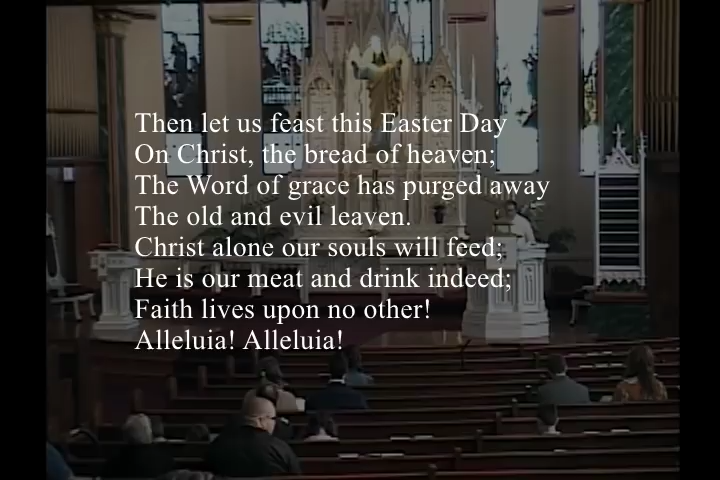 Then let us feast this Easter Day
On Christ, the bread of heaven;
The Word of grace has purged away
The old and evil leaven.
Christ alone our souls will feed;
He is our meat and drink indeed;
Faith lives upon no other!
Alleluia! Alleluia!